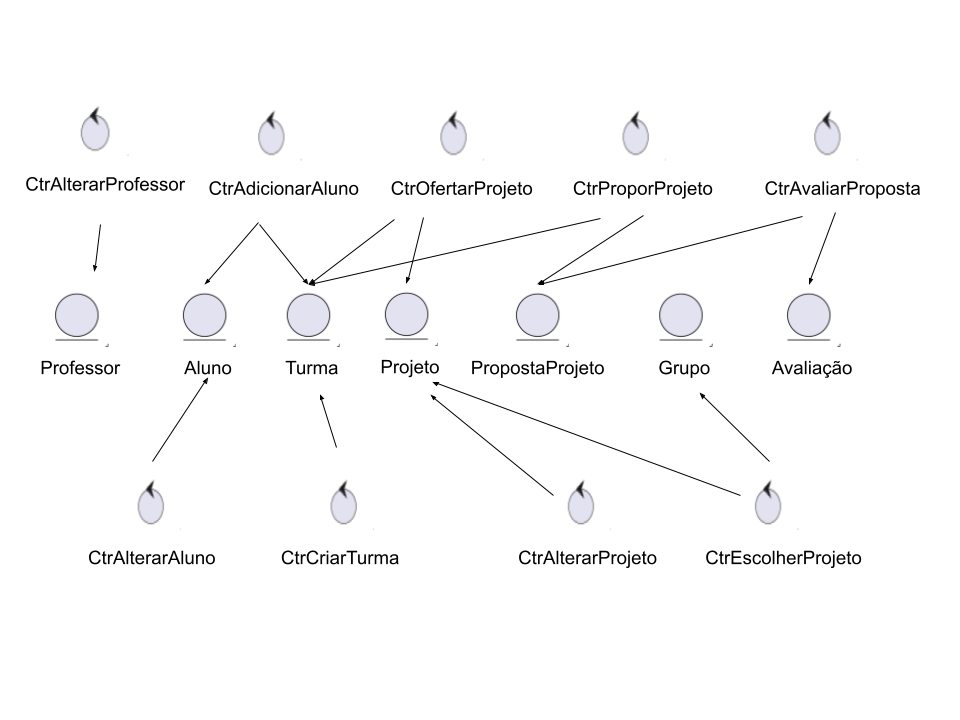 CtrAlterarProfessor
CtrAdicionarAluno
CtrOfertarProjeto
CtrProporProjeto
CtrAvaliarProposta
Professor
Aluno
Turma
Projeto
PropostaProjeto
Grupo
Avaliação
CtrAlterarAluno
CtrCriarTurma
CtrAlterarProjeto
CtrEscolherProjeto